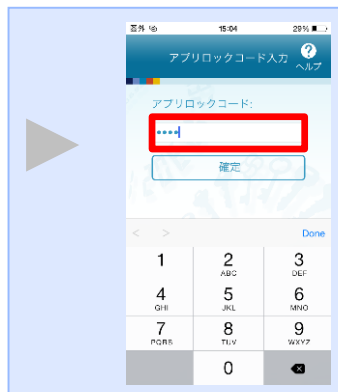 圏外 15:04 29%
アプリロックコード入力 ?
ヘルプ
アプリロックコード:
••••
確定
< > Done
1 2 3
ABC DEF
4 5 6
GHI JKL MNO
7 8 9
PQRS TUV WXYZ
0